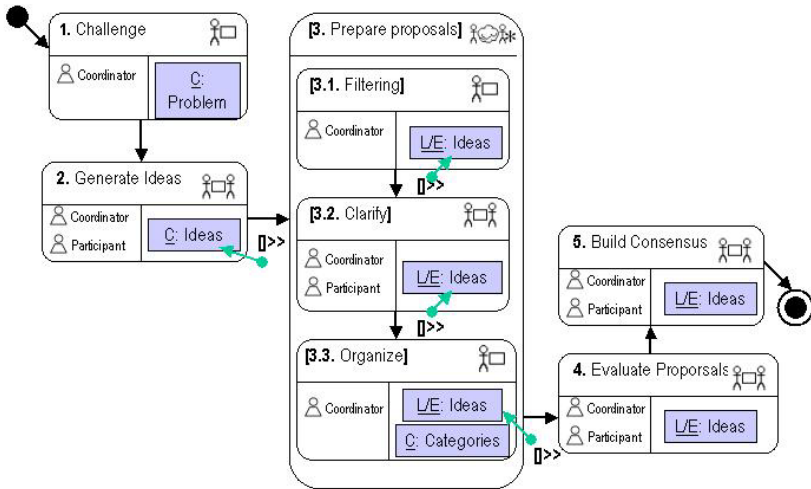 1. Challenge
Coordinator
C:
Problem
2. Generate Ideas
Coordinator
Participant
C: Ideas
[]>>
[3. Prepare proposals]
[3.1. Filtering]
Coordinator
L/E: Ideas
[]>>
[3.2. Clarify]
Coordinator
Participant
L/E: Ideas
[]>>
[3.3. Organize]
Coordinator
L/E: Ideas
C: Categories
[]>>
4. Evaluate Proporsals
Coordinator
Participant
L/E: Ideas
5. Build Consensus
Coordinator
Participant
L/E: Ideas